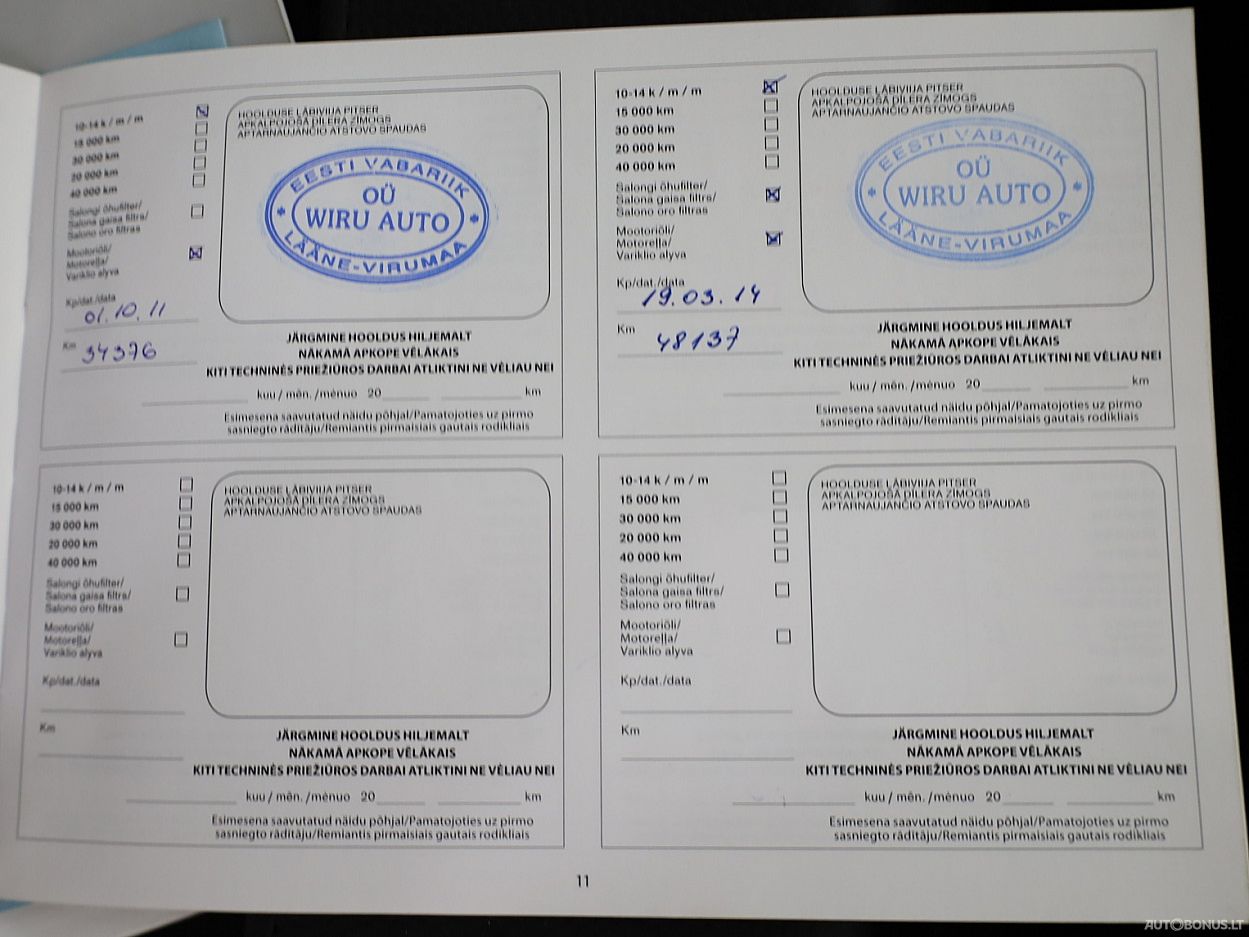 10-14 k / m / m
15 000 km
30 000 km
20 000 km
40 000 km
Salongi õhufilter/
Salona gaisa filtrs/
Salono oro filtras
Mootoriõli/
Motoreļļa/
Variklio alyva
Kp/dat./data
01.10.11
Km
34376
HOOLDUSE LÄBIVIIJA PITSER
APKALPOJOŠĀ DĪLERA ZĪMOGS
APTARNAUJANČIO ATSTOVO SPAUDAS
EESTI VABARIIK
OÜ
WIRU AUTO
LÄÄNE-VIRUMAA
JÄRGMINE HOOLDUS HILJEMALT
NĀKAMĀ APKOPE VĒLĀKAIS
KITI TECHNINĖS PRIEŽIŪROS DARBAI ATLIKTINI NE VĖLIAU NEI
kuu / mēn. /mėnuo 20 km
Esimesena saavutatud näidu põhjal/Pamatojoties uz pirmo
sasniegto rādītāju/Remiantis pirmaisiais gautais rodikliais
10-14 k / m / m
15 000 km
30 000 km
20 000 km
40 000 km
Salongi õhufilter/
Salona gaisa filtrs/
Salono oro filtras
Mootoriõli/
Motoreļļa/
Variklio alyva
Kp/dat./data
19.03.14
Km
48137
HOOLDUSE LÄBIVIIJA PITSER
APKALPOJOŠĀ DĪLERA ZĪMOGS
APTARNAUJANČIO ATSTOVO SPAUDAS
EESTI VABARIIK
OÜ
WIRU AUTO
LÄÄNE-VIRUMAA
JÄRGMINE HOOLDUS HILJEMALT
NĀKAMĀ APKOPE VĒLĀKAIS
KITI TECHNINĖS PRIEŽIŪROS DARBAI ATLIKTINI NE VĖLIAU NEI
kuu / mēn. /mėnuo 20 km
Esimesena saavutatud näidu põhjal/Pamatojoties uz pirmo
sasniegto rādītāju/Remiantis pirmaisiais gautais rodikliais
10-14 k / m / m
15 000 km
30 000 km
20 000 km
40 000 km
Salongi õhufilter/
Salona gaisa filtrs/
Salono oro filtras
Mootoriõli/
Motoreļļa/
Variklio alyva
Kp/dat./data
Km
HOOLDUSE LÄBIVIIJA PITSER
APKALPOJOŠĀ DĪLERA ZĪMOGS
APTARNAUJANČIO ATSTOVO SPAUDAS
JÄRGMINE HOOLDUS HILJEMALT
NĀKAMĀ APKOPE VĒLĀKAIS
KITI TECHNINĖS PRIEŽIŪROS DARBAI ATLIKTINI NE VĖLIAU NEI
kuu / mēn. /mėnuo 20 km
Esimesena saavutatud näidu põhjal/Pamatojoties uz pirmo
sasniegto rādītāju/Remiantis pirmaisiais gautais rodikliais
10-14 k / m / m
15 000 km
30 000 km
20 000 km
40 000 km
Salongi õhufilter/
Salona gaisa filtrs/
Salono oro filtras
Mootoriõli/
Motoreļļa/
Variklio alyva
Kp/dat./data
Km
HOOLDUSE LÄBIVIIJA PITSER
APKALPOJOŠĀ DĪLERA ZĪMOGS
APTARNAUJANČIO ATSTOVO SPAUDAS
JÄRGMINE HOOLDUS HILJEMALT
NĀKAMĀ APKOPE VĒLĀKAIS
KITI TECHNINĖS PRIEŽIŪROS DARBAI ATLIKTINI NE VĖLIAU NEI
kuu / mēn. /mėnuo 20 km
Esimesena saavutatud näidu põhjal/Pamatojoties uz pirmo
sasniegto rādītāju/Remiantis pirmaisiais gautais rodikliais
11
AUTOBONUS.LT